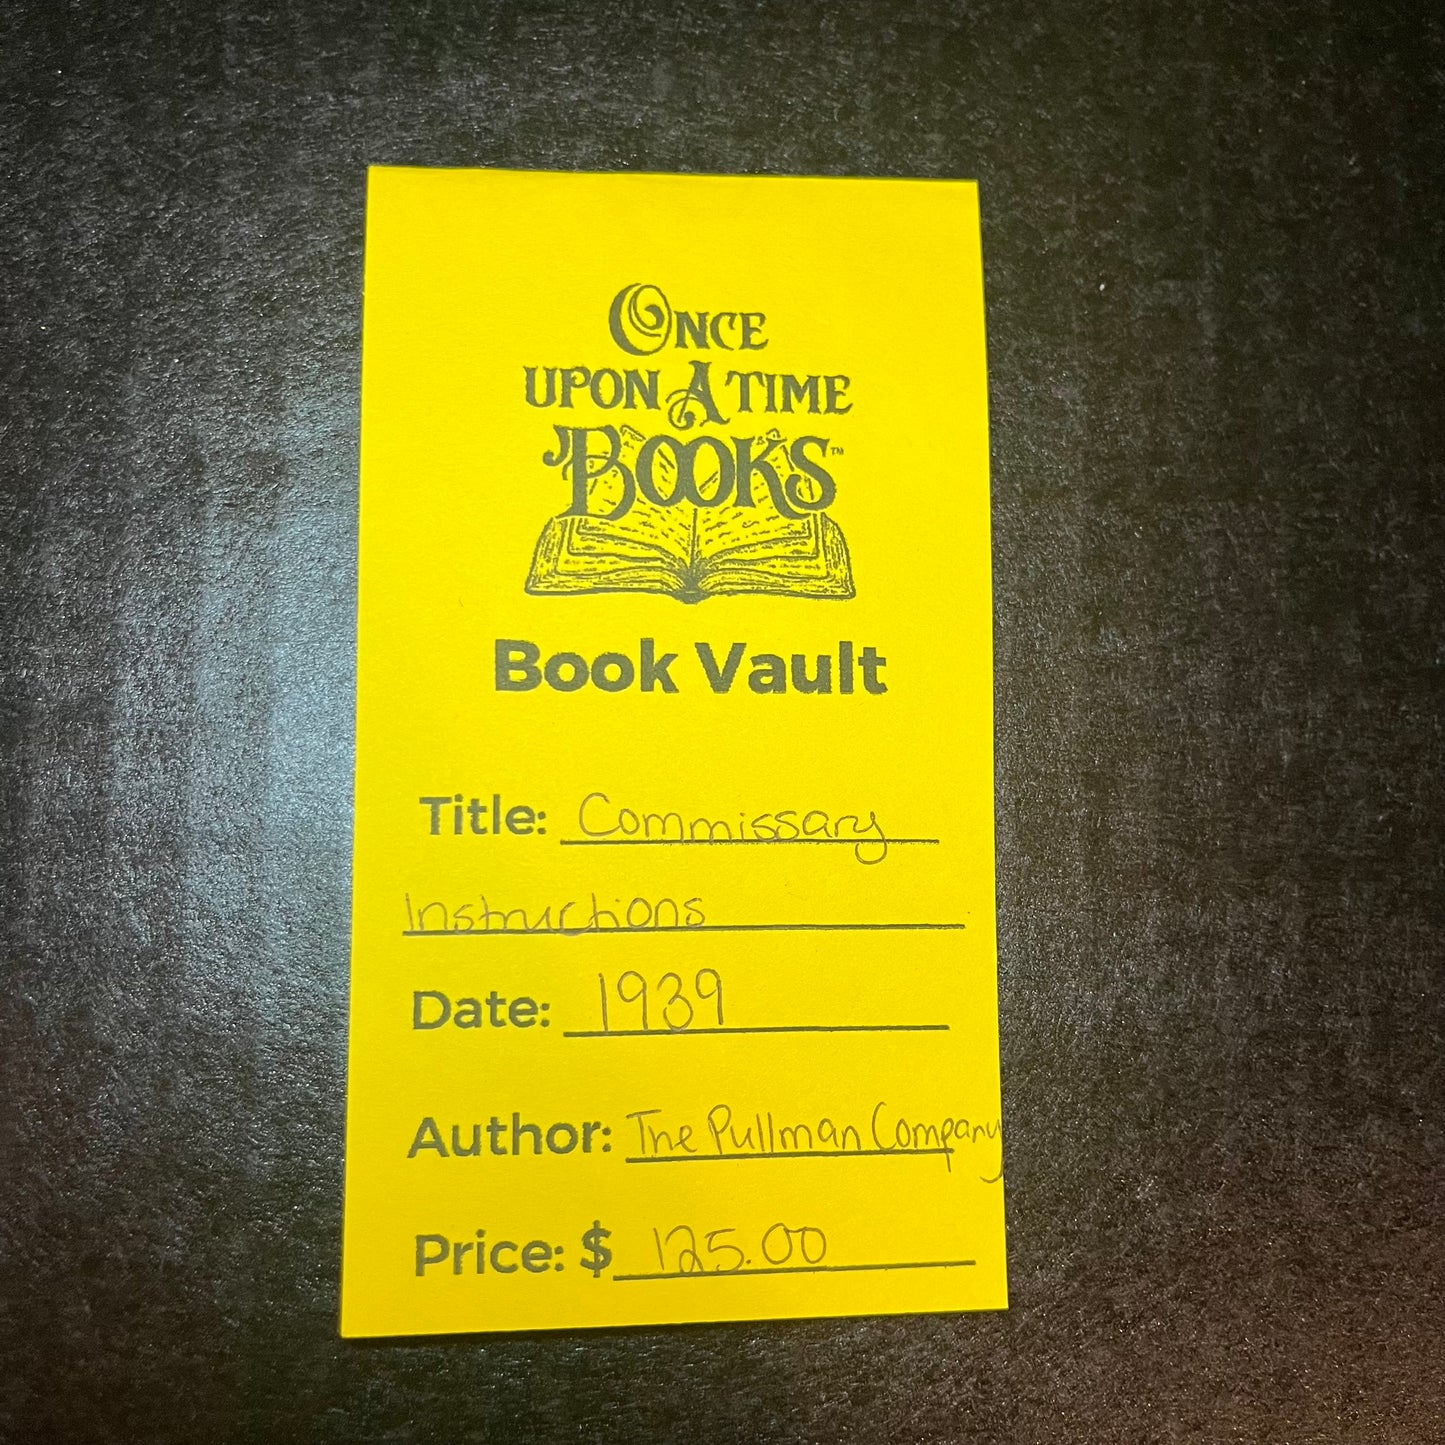 ONCE
UPON A TIME
BOOKS™
Book Vault
Title: Commissary
Instructions
Date: 1939
Author: The Pullman Company
Price: $ 125.00